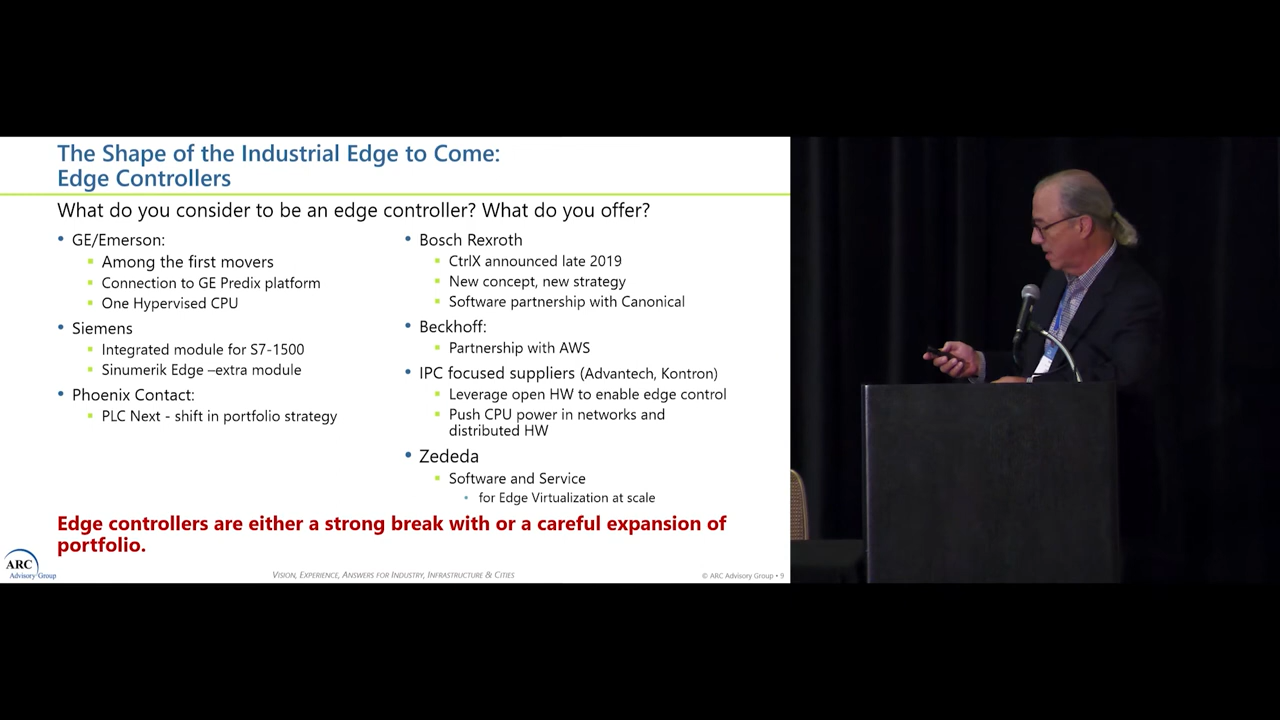 The Shape of the Industrial Edge to Come:
Edge Controllers
What do you consider to be an edge controller? What do you offer?
• GE/Emerson:
▪ Among the first movers
▪ Connection to GE Predix platform
▪ One Hypervised CPU
• Siemens
▪ Integrated module for S7-1500
▪ Sinumerik Edge –extra module
• Phoenix Contact:
▪ PLC Next - shift in portfolio strategy
• Bosch Rexroth
▪ CtrlX announced late 2019
▪ New concept, new strategy
▪ Software partnership with Canonical
• Beckhoff:
▪ Partnership with AWS
• IPC focused suppliers (Advantech, Kontron)
▪ Leverage open HW to enable edge control
▪ Push CPU power in networks and
distributed HW
• Zededa
▪ Software and Service
• for Edge Virtualization at scale
Edge controllers are either a strong break with or a careful expansion of
portfolio.
ARC
Advisory Group
Vision, Experience, Answers for Industry, Infrastructure & Cities
© ARC Advisory Group • 9